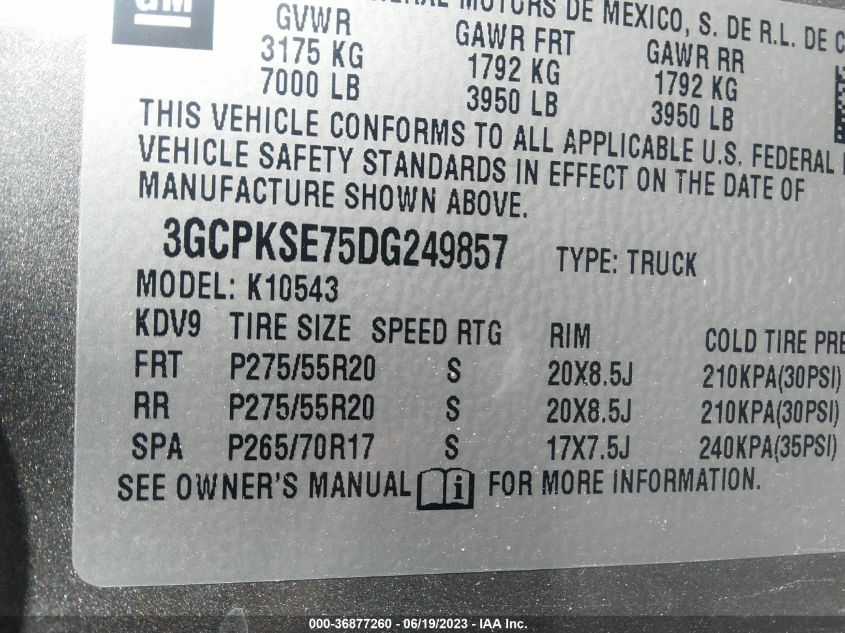 GM
GENERAL MOTORS DE MEXICO, S. DE R.L. DE C
GVWR GAWR FRT GAWR RR
3175 KG 1792 KG 1792 KG
7000 LB 3950 LB 3950 LB
THIS VEHICLE CONFORMS TO ALL APPLICABLE U.S. FEDERAL
VEHICLE SAFETY STANDARDS IN EFFECT ON THE DATE OF
MANUFACTURE SHOWN ABOVE.
3GCPKSE75DG249857 TYPE: TRUCK
MODEL: K10543
KDV9 TIRE SIZE SPEED RTG RIM COLD TIRE PRE
FRT P275/55R20 S 20X8.5J 210KPA(30PSI)
RR P275/55R20 S 20X8.5J 210KPA(30PSI)
SPA P265/70R17 S 17X7.5J 240KPA(35PSI)
SEE OWNER'S MANUAL i FOR MORE INFORMATION.
000-36877260 - 06/19/2023 - IAA Inc.